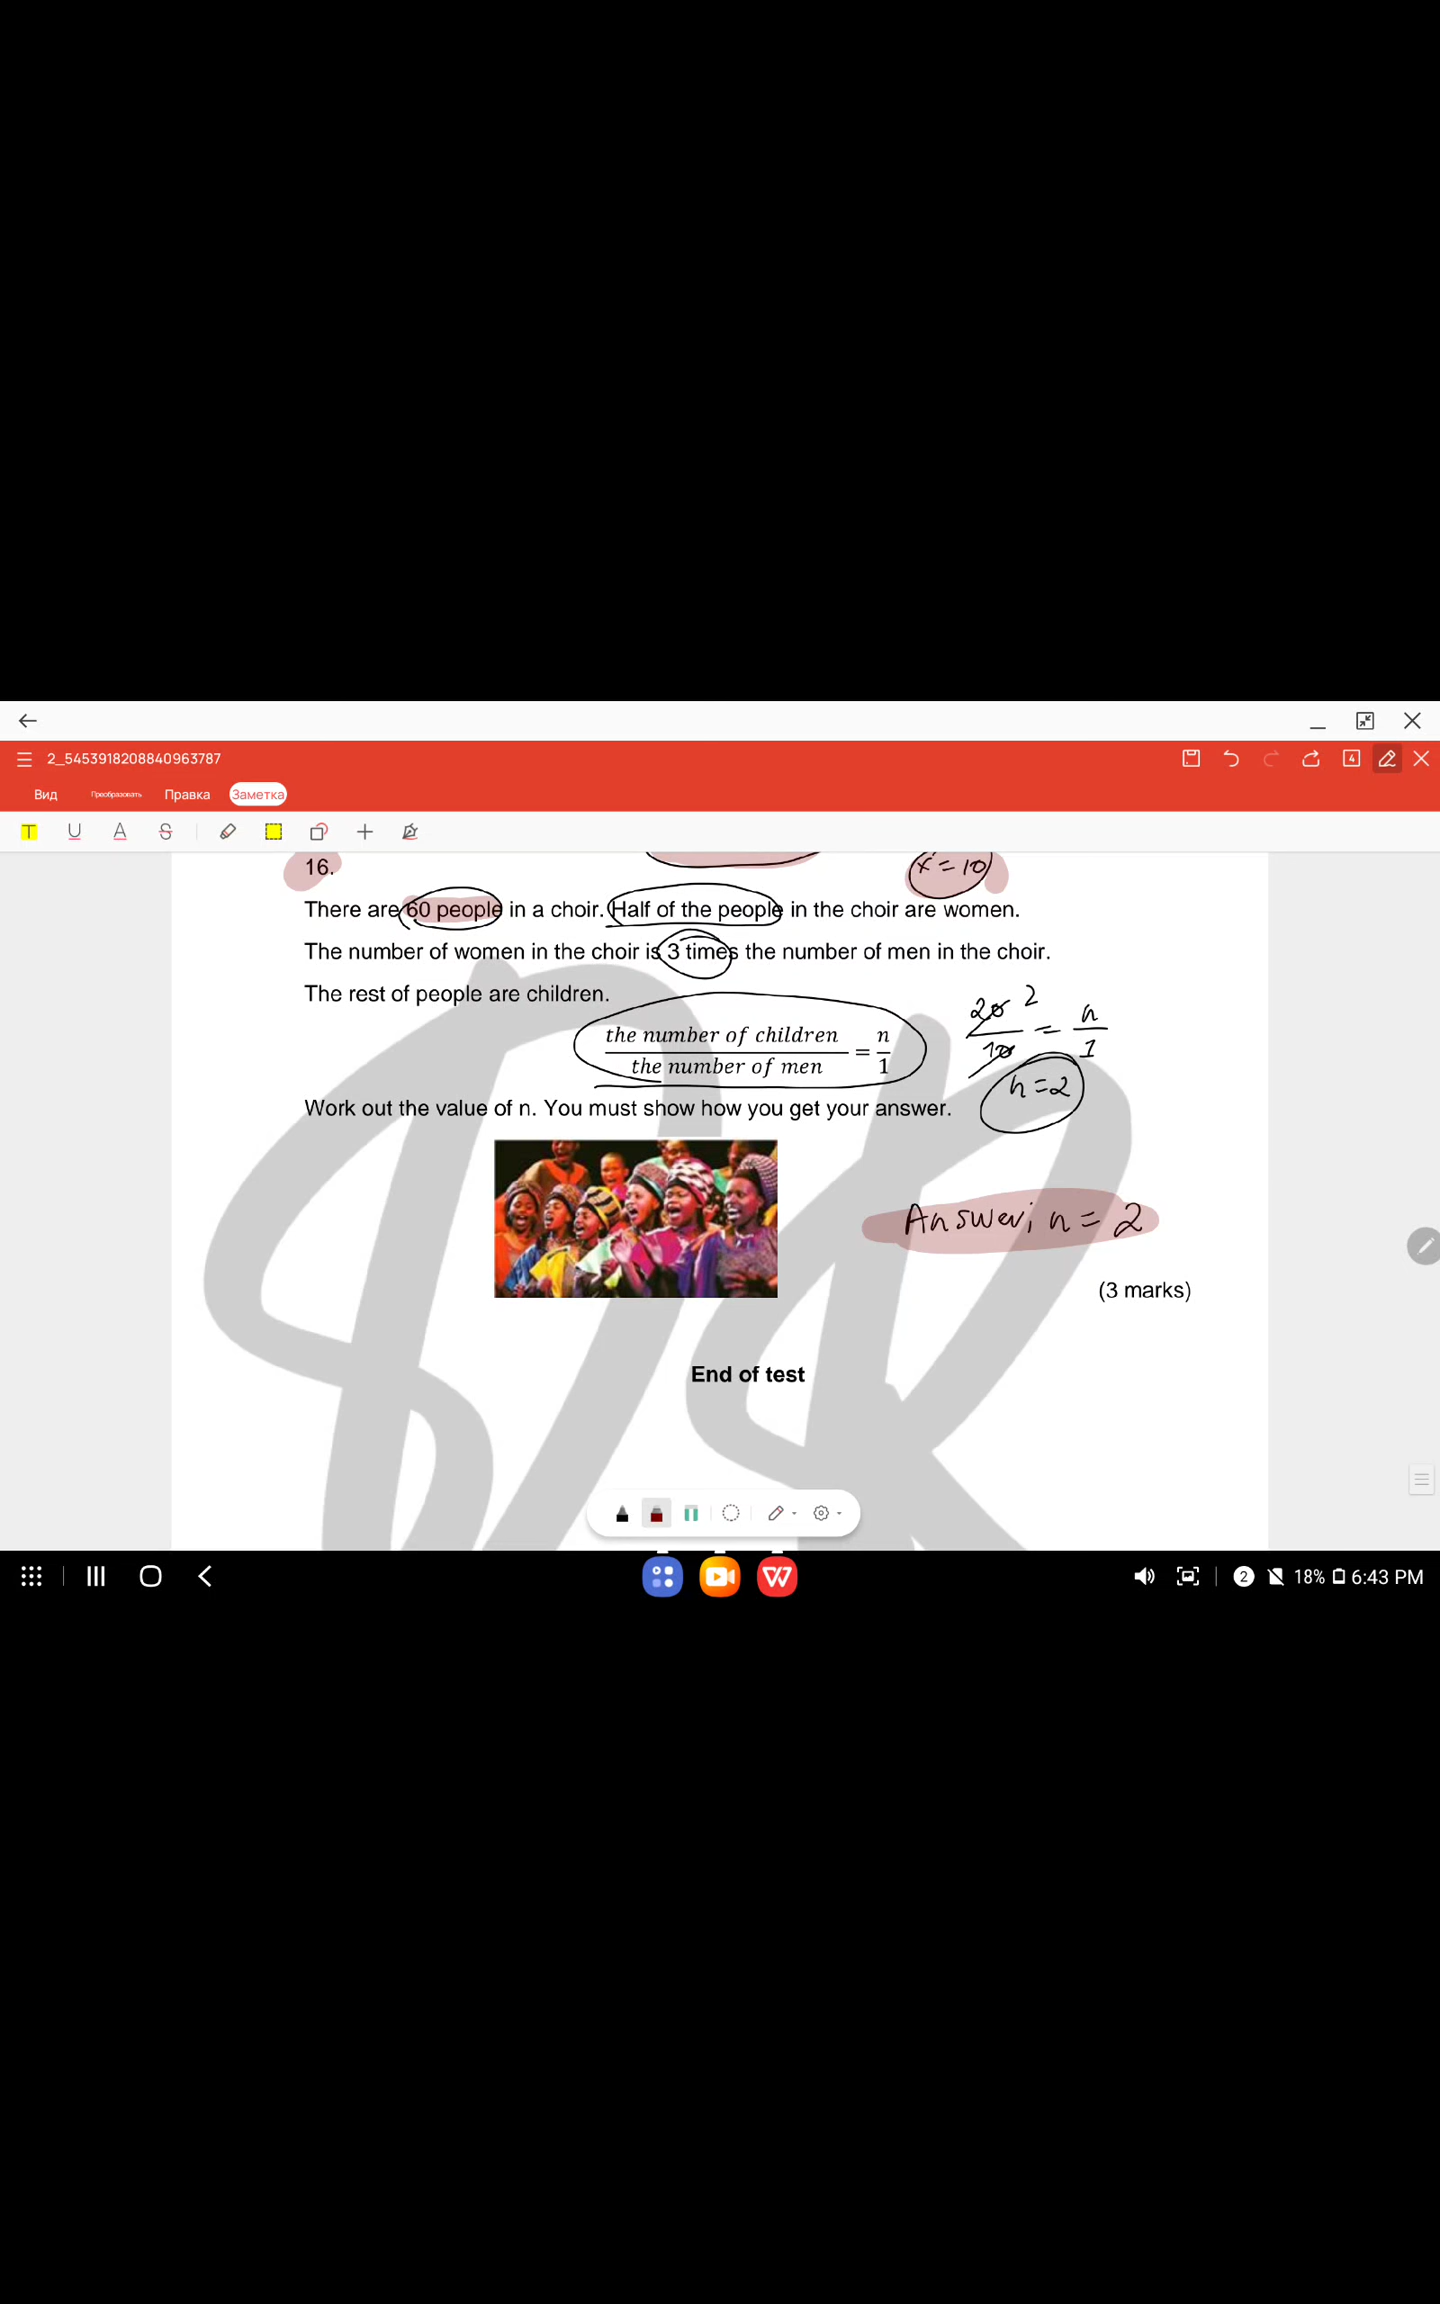 2_5453918208840963787
4
Вид Преобразовать Правка Заметка
T U A S
16.
x = 10
There are 60 people in a choir. Half of the people in the choir are women.
The number of women in the choir is 3 times the number of men in the choir.
The rest of people are children.
the number of children / the number of men = n / 1
20 2 / 10 = n / 1
n = 2
Work out the value of n. You must show how you get your answer.
Answer; n = 2
(3 marks)
End of test
2 18% 6:43 PM